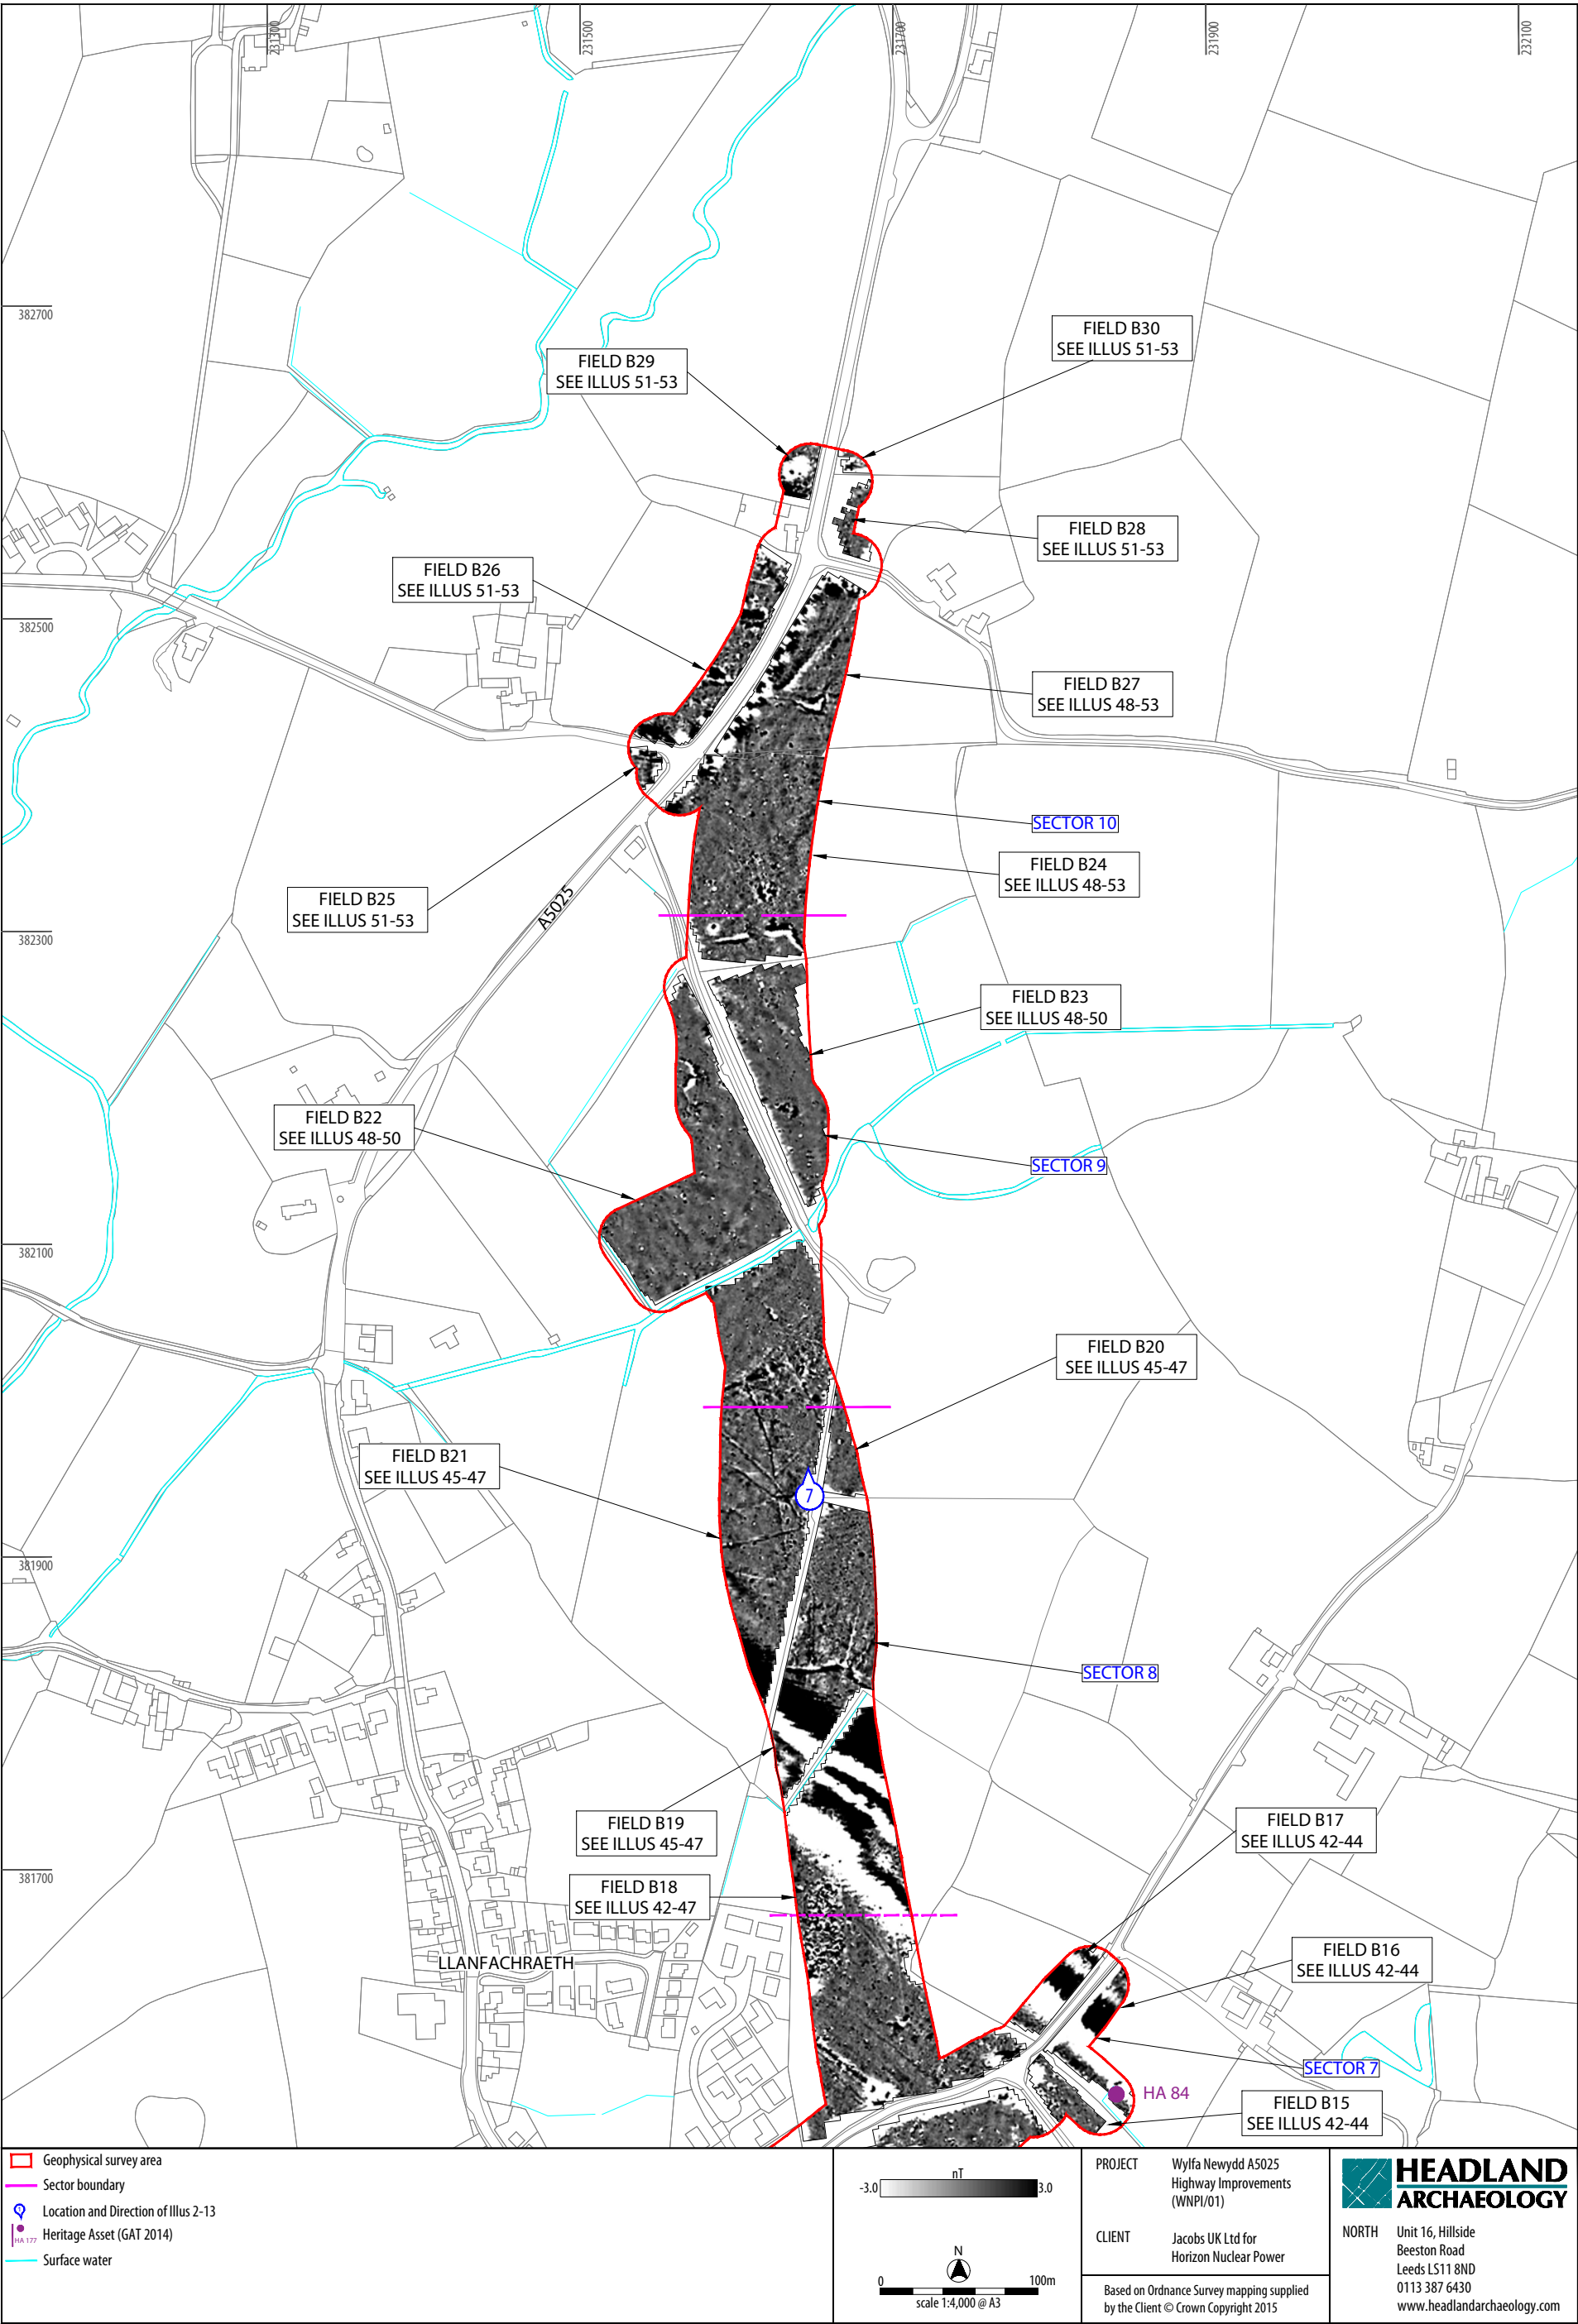 231300
231500
231700
231900
232100
382700
382500
382300
382100
381900
381700
FIELD B30
SEE ILLUS 51-53
FIELD B29
SEE ILLUS 51-53
FIELD B28
SEE ILLUS 51-53
FIELD B26
SEE ILLUS 51-53
FIELD B27
SEE ILLUS 48-53
SECTOR 10
FIELD B24
SEE ILLUS 48-53
FIELD B25
SEE ILLUS 51-53
A5025
FIELD B23
SEE ILLUS 48-50
FIELD B22
SEE ILLUS 48-50
SECTOR 9
FIELD B20
SEE ILLUS 45-47
FIELD B21
SEE ILLUS 45-47
7
SECTOR 8
FIELD B19
SEE ILLUS 45-47
FIELD B17
SEE ILLUS 42-44
FIELD B18
SEE ILLUS 42-47
LLANFACHRAETH
FIELD B16
SEE ILLUS 42-44
SECTOR 7
HA 84
FIELD B15
SEE ILLUS 42-44
Geophysical survey area
Sector boundary
Location and Direction of Illus 2-13
HA 177
Heritage Asset (GAT 2014)
Surface water
nT
-3.0
3.0
N
0
100m
scale 1:4,000 @ A3
PROJECT
Wylfa Newydd A5025
Highway Improvements
(WNPI/01)
CLIENT
Jacobs UK Ltd for
Horizon Nuclear Power
Based on Ordnance Survey mapping supplied
by the Client © Crown Copyright 2015
HEADLAND
ARCHAEOLOGY
NORTH
Unit 16, Hillside
Beeston Road
Leeds LS11 8ND
0113 387 6430
www.headlandarchaeology.com